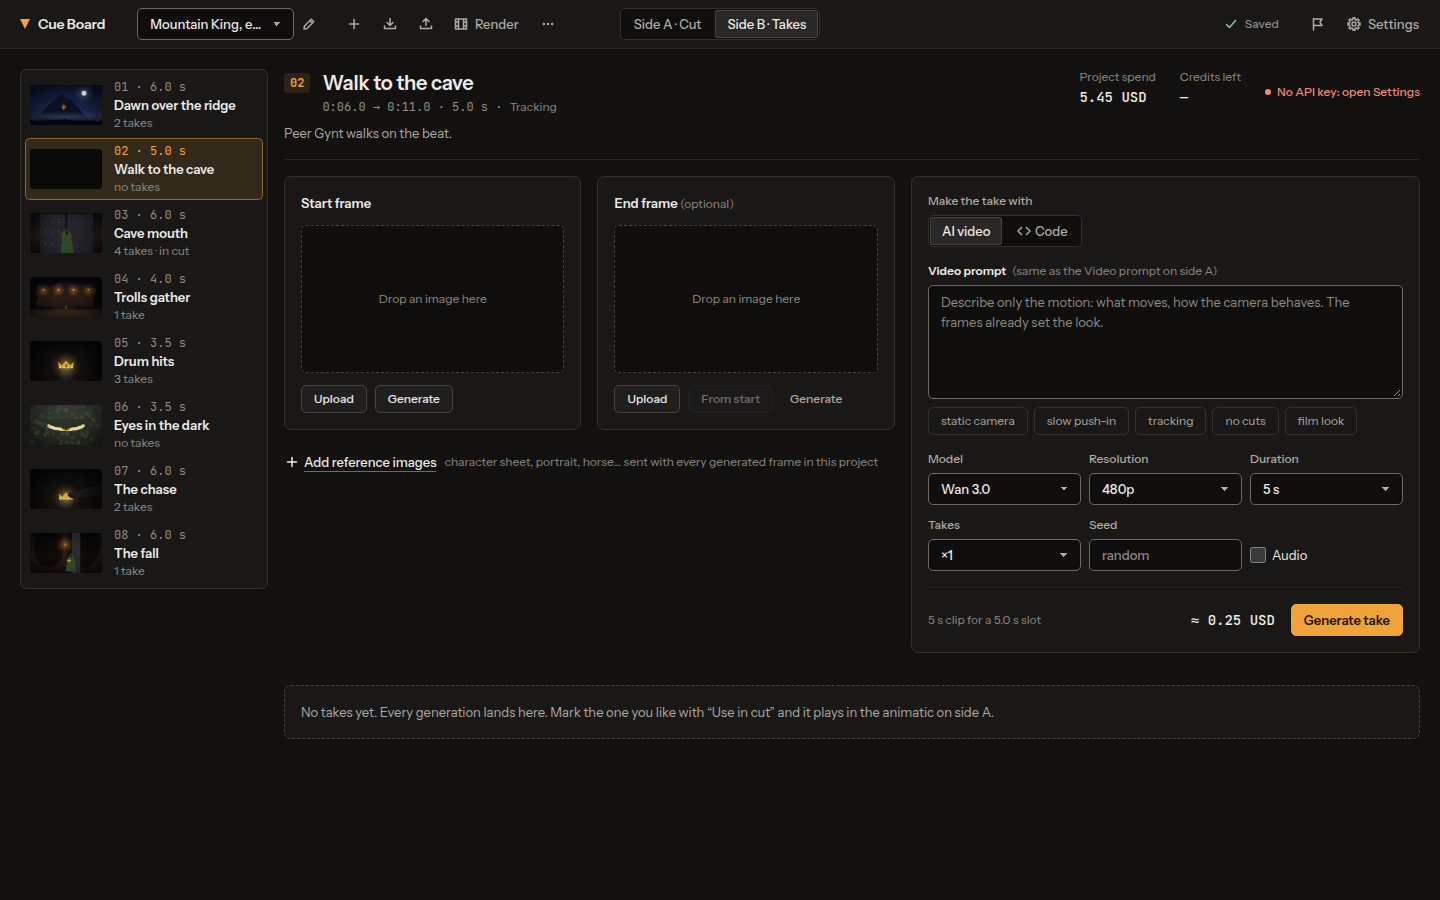 Cue Board
Mountain King, e...
Render
Side A · Cut
Side B · Takes
Saved
Settings
01 · 6.0 s
Dawn over the ridge
2 takes
02 · 5.0 s
Walk to the cave
no takes
03 · 6.0 s
Cave mouth
4 takes · in cut
04 · 4.0 s
Trolls gather
1 take
05 · 3.5 s
Drum hits
3 takes
06 · 3.5 s
Eyes in the dark
no takes
07 · 6.0 s
The chase
2 takes
08 · 6.0 s
The fall
1 take
02 Walk to the cave
0:06.0 → 0:11.0 · 5.0 s · Tracking
Peer Gynt walks on the beat.
Project spend
5.45 USD
Credits left
—
No API key: open Settings
Start frame
Drop an image here
Upload
Generate
End frame (optional)
Drop an image here
Upload
From start
Generate
Add reference images character sheet, portrait, horse... sent with every generated frame in this project
Make the take with
AI video
Code
Video prompt (same as the Video prompt on side A)
Describe only the motion: what moves, how the camera behaves. The
frames already set the look.
static camera
slow push-in
tracking
no cuts
film look
Model
Resolution
Duration
Wan 3.0
480p
5 s
Takes
Seed
×1
random
Audio
5 s clip for a 5.0 s slot
≈ 0.25 USD
Generate take
No takes yet. Every generation lands here. Mark the one you like with “Use in cut” and it plays in the animatic on side A.